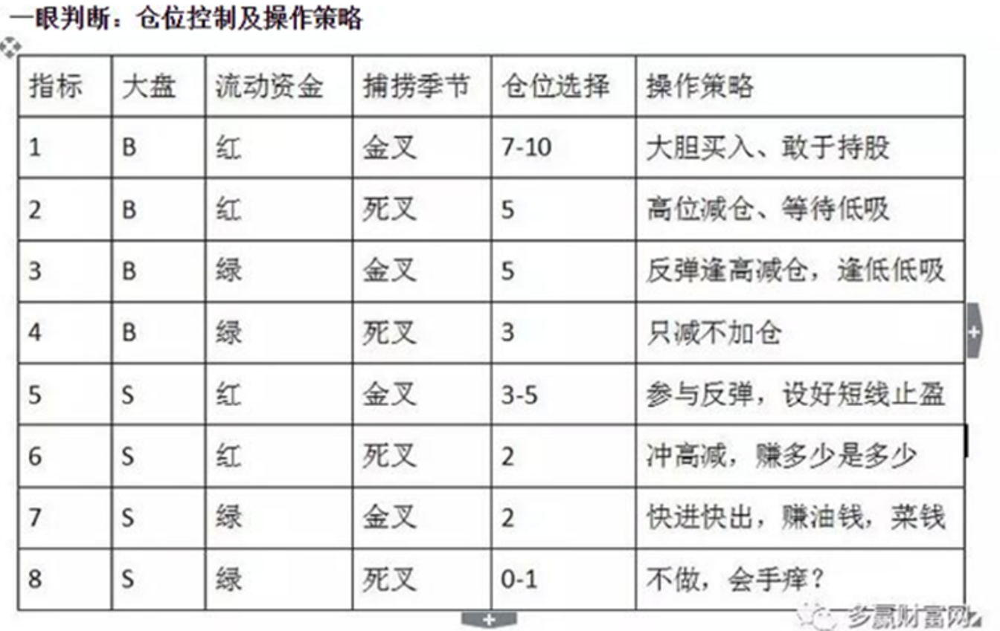 一眼判断：仓位控制及操作策略
指标 大盘 流动资金 捕捞季节 仓位选择 操作策略
1 B 红 金叉 7-10 大胆买入、敢于持股
2 B 红 死叉 5 高位减仓、等待低吸
3 B 绿 金叉 5 反弹逢高减仓，逢低低吸
4 B 绿 死叉 3 只减不加仓
5 S 红 金叉 3-5 参与反弹，设好短线止盈
6 S 红 死叉 2 冲高减，赚多少是多少
7 S 绿 金叉 2 快进快出，赚油钱，菜钱
8 S 绿 死叉 0-1 不做，会手痒？
多赢财富网